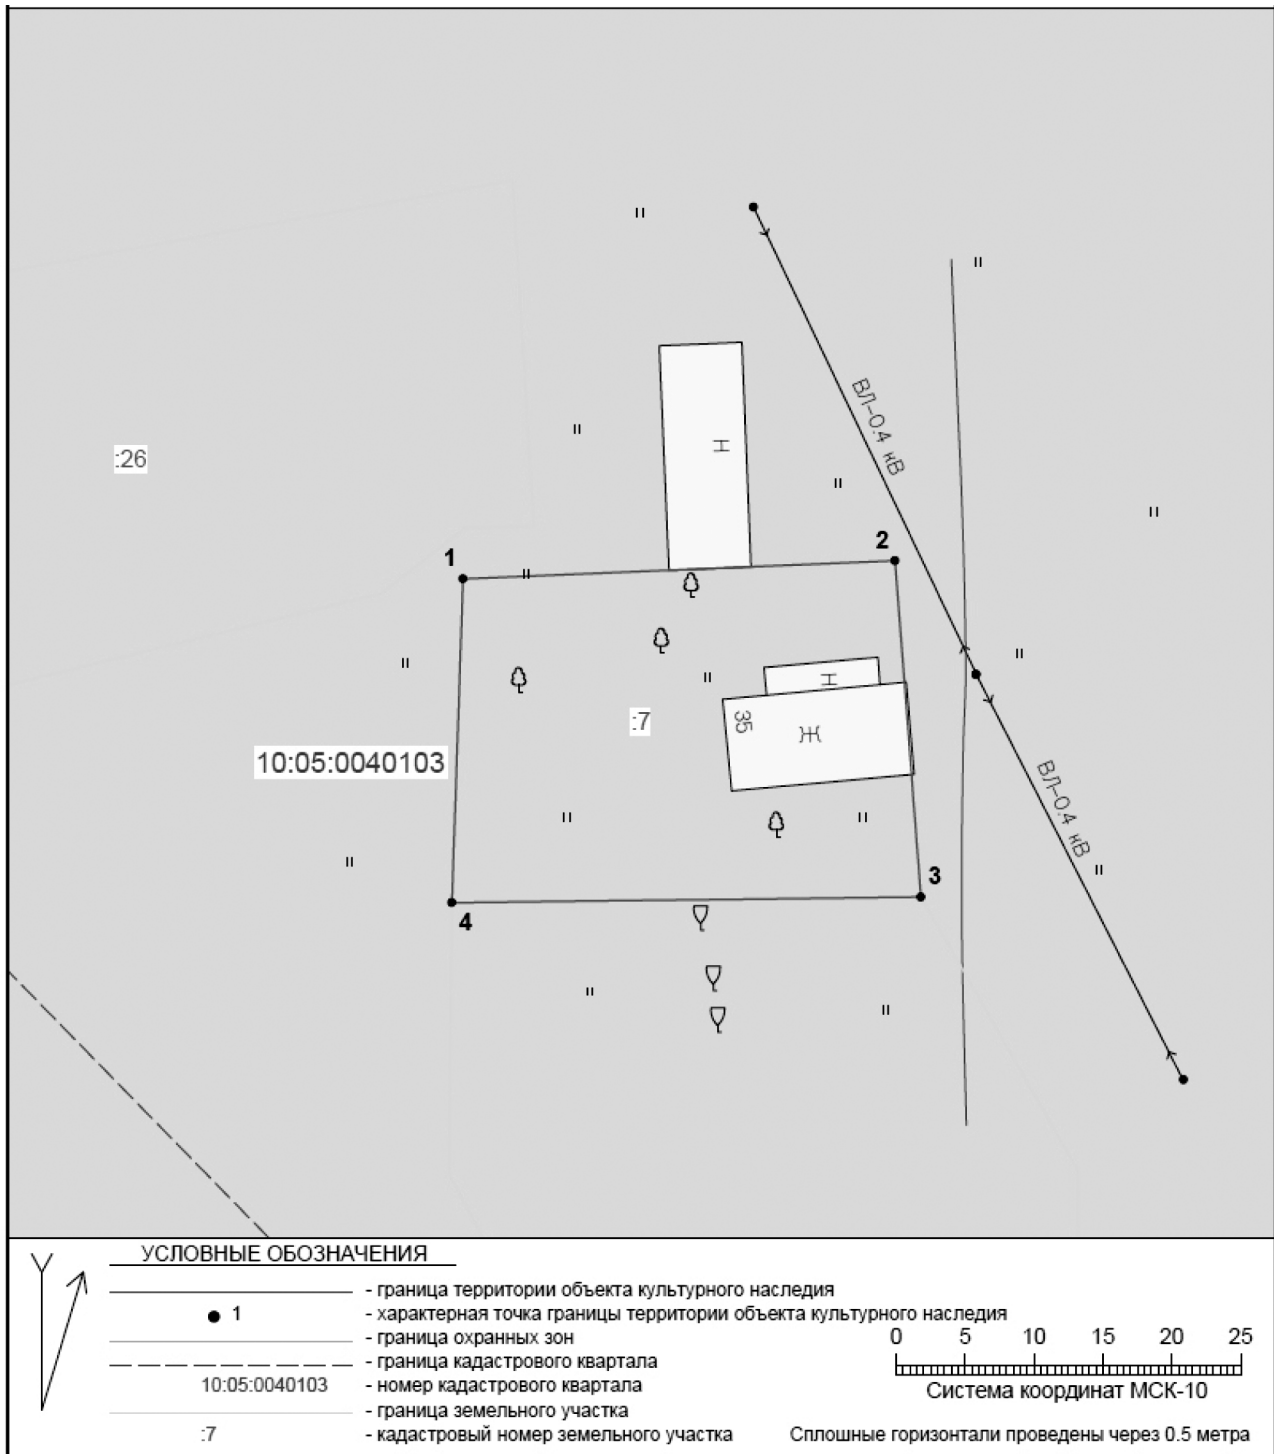 ВЛ-0.4 кВ
:26
Н
1
2
Н
:7
35
Ж
10:05:0040103
ВЛ-0.4 кВ
3
4
УСЛОВНЫЕ ОБОЗНАЧЕНИЯ
- граница территории объекта культурного наследия
1 - характерная точка границы территории объекта культурного наследия
- граница охранных зон
- граница кадастрового квартала
10:05:0040103 - номер кадастрового квартала
- граница земельного участка
:7 - кадастровый номер земельного участка
0 5 10 15 20 25
Система координат МСК-10
Сплошные горизонтали проведены через 0.5 метра